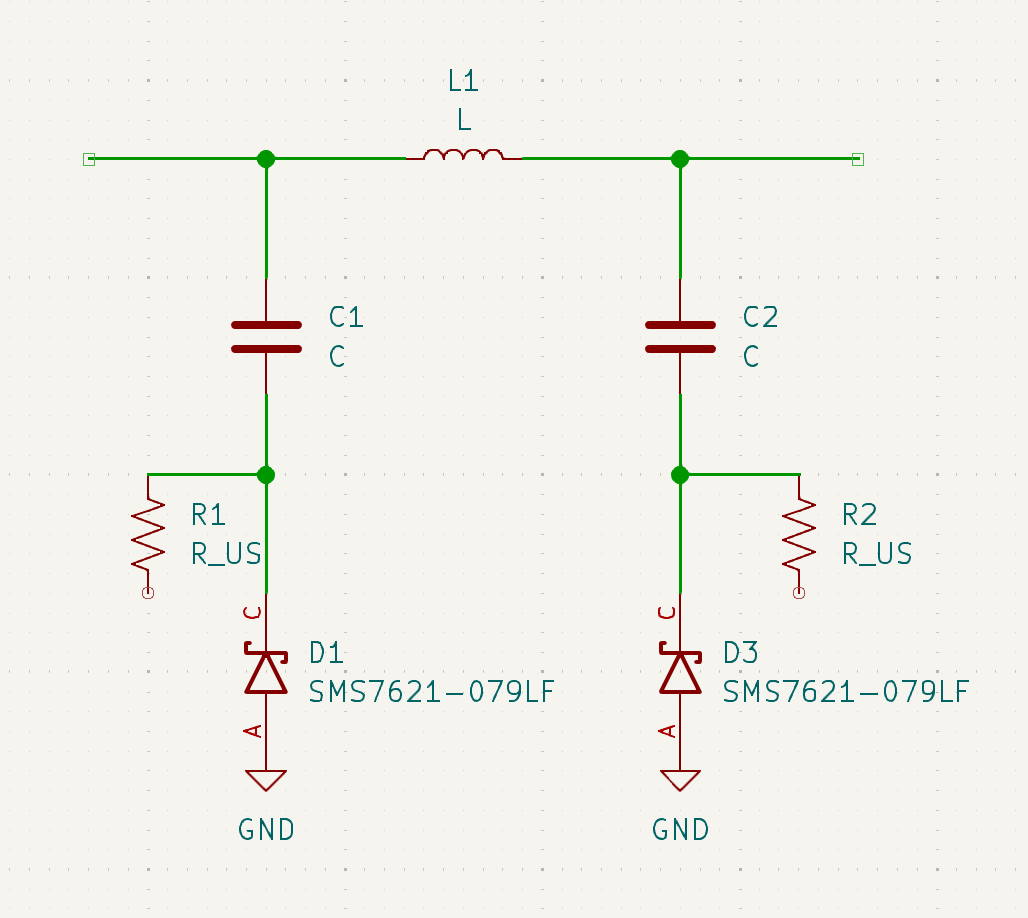 L1
L
C1
C
C2
C
R1
R_US
R2
R_US
C
D1
SMS7621-079LF
A
GND
C
D3
SMS7621-079LF
A
GND